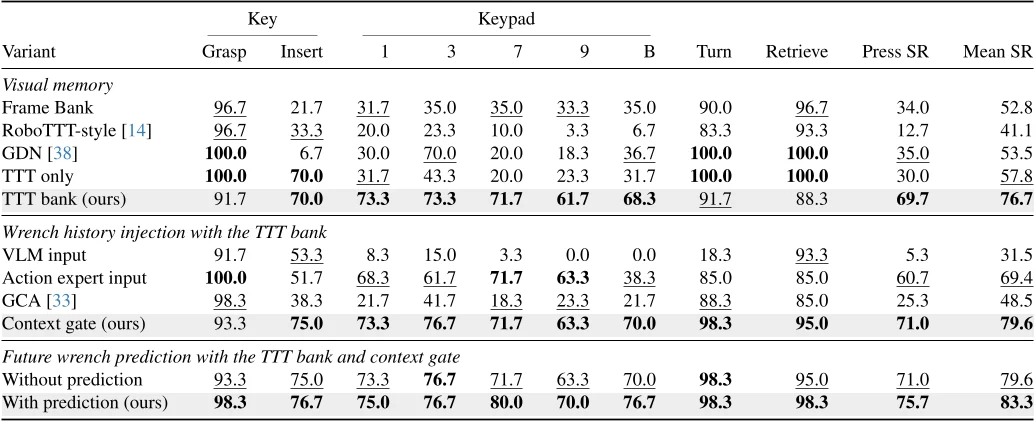 Key Keypad
Variant Grasp Insert 1 3 7 9 B Turn Retrieve Press SR Mean SR
Visual memory
Frame Bank 96.7 21.7 31.7 35.0 35.0 33.3 35.0 90.0 96.7 34.0 52.8
RoboTTT-style [14] 96.7 33.3 20.0 23.3 10.0 3.3 6.7 83.3 93.3 12.7 41.1
GDN [38] 100.0 6.7 30.0 70.0 20.0 18.3 36.7 100.0 100.0 35.0 53.5
TTT only 100.0 70.0 31.7 43.3 20.0 23.3 31.7 100.0 100.0 30.0 57.8
TTT bank (ours) 91.7 70.0 73.3 73.3 71.7 61.7 68.3 91.7 88.3 69.7 76.7
Wrench history injection with the TTT bank
VLM input 91.7 53.3 8.3 15.0 3.3 0.0 0.0 18.3 93.3 5.3 31.5
Action expert input 100.0 51.7 68.3 61.7 71.7 63.3 38.3 85.0 85.0 60.7 69.4
GCA [33] 98.3 38.3 21.7 41.7 18.3 23.3 21.7 88.3 85.0 25.3 48.5
Context gate (ours) 93.3 75.0 73.3 76.7 71.7 63.3 70.0 98.3 95.0 71.0 79.6
Future wrench prediction with the TTT bank and context gate
Without prediction 93.3 75.0 73.3 76.7 71.7 63.3 70.0 98.3 95.0 71.0 79.6
With prediction (ours) 98.3 76.7 75.0 76.7 80.0 70.0 76.7 98.3 98.3 75.7 83.3